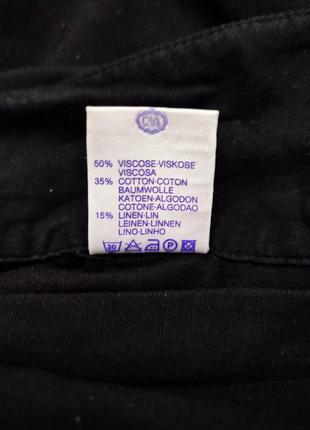 C&A
50% VISCOSE-VISKOSE
VISCOSA
35% COTTON-COTON
BAUMWOLLE
KATOEN-ALGODON
COTONE-ALGODAO
15% LINEN-LIN
LEINEN-LINNEN
LINO-LINHO
30 P